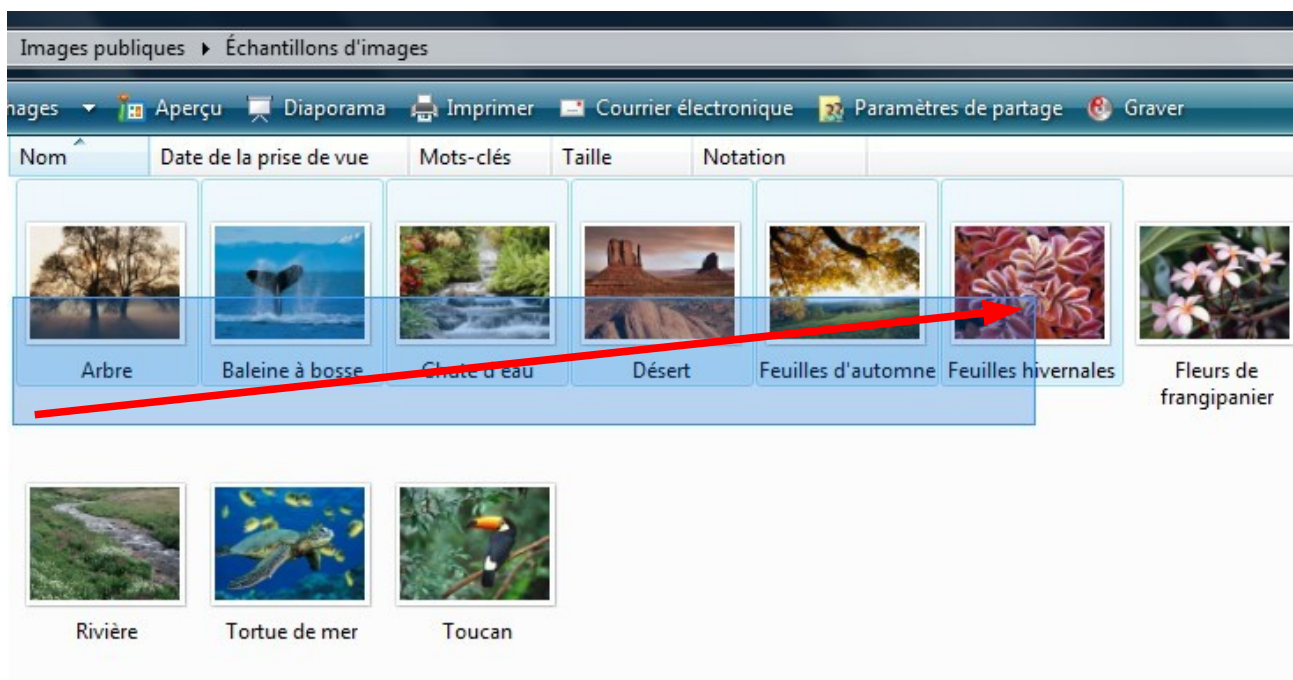 Images publiques ▸ Échantillons d'images
mages Aperçu Diaporama Imprimer Courrier électronique Paramètres de partage Graver
Nom Date de la prise de vue Mots-clés Taille Notation
Arbre Baleine à bosse Chute d'eau Désert Feuilles d'automne Feuilles hivernales Fleurs de
frangipanier
Rivière Tortue de mer Toucan